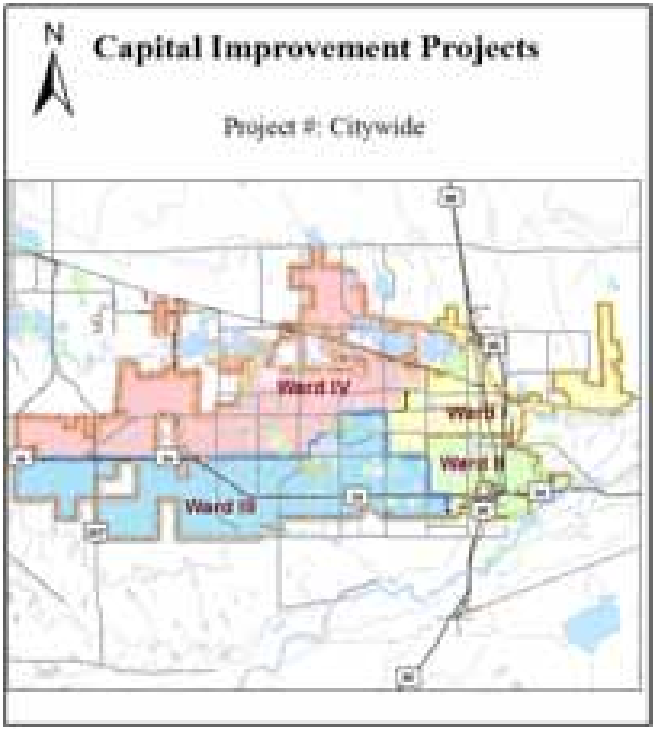 N
Capital Improvement Projects
Project #: Citywide
Ward IV
Ward I
Ward II
Ward III